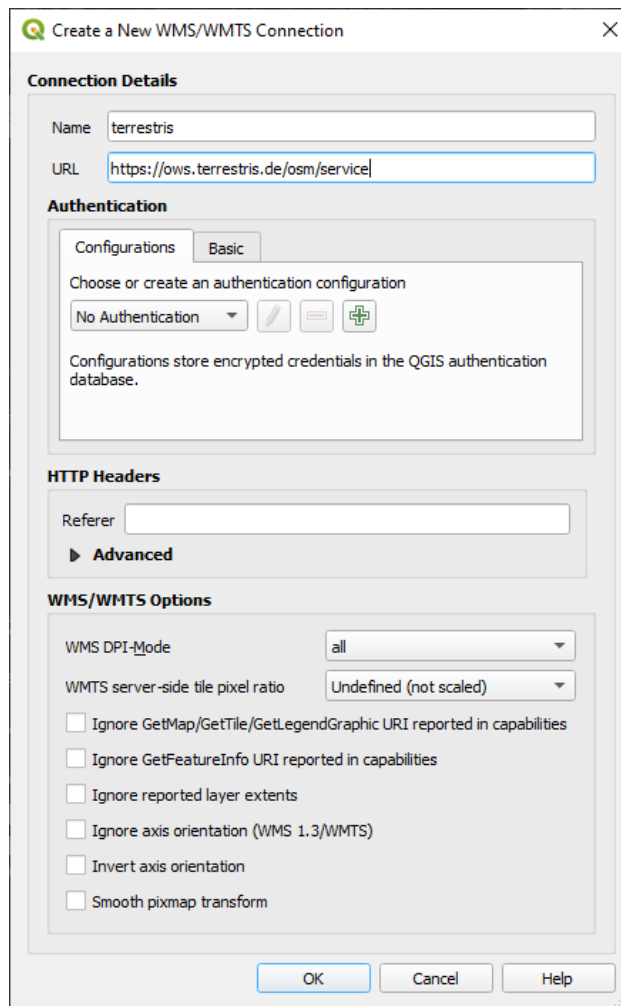 Create a New WMS/WMTS Connection
Connection Details
Name terrestris
URL https://ows.terrestris.de/osm/service
Authentication
Configurations Basic
Choose or create an authentication configuration
No Authentication
Configurations store encrypted credentials in the QGIS authentication
database.
HTTP Headers
Referer
Advanced
WMS/WMTS Options
WMS DPI-Mode all
WMTS server-side tile pixel ratio Undefined (not scaled)
Ignore GetMap/GetTile/GetLegendGraphic URI reported in capabilities
Ignore GetFeatureInfo URI reported in capabilities
Ignore reported layer extents
Ignore axis orientation (WMS 1.3/WMTS)
Invert axis orientation
Smooth pixmap transform
OK Cancel Help